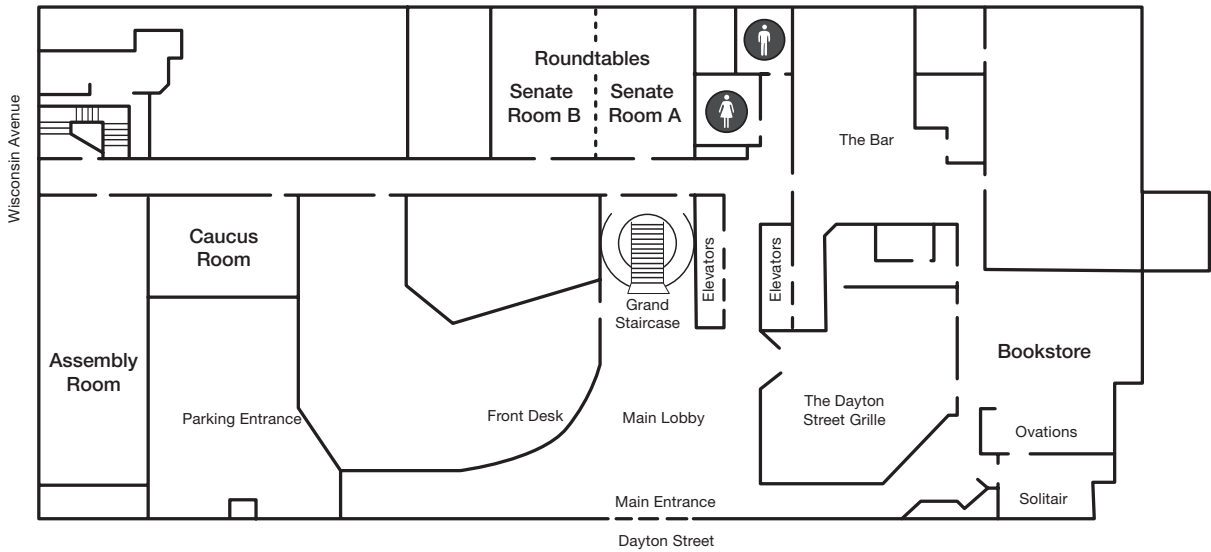 Roundtables
Senate
Room B
Senate
Room A
The Bar
Wisconsin Avenue
Caucus
Room
Elevators
Elevators
Grand
Staircase
Assembly
Room
Bookstore
Parking Entrance
Front Desk
Main Lobby
The Dayton
Street Grille
Ovations
Main Entrance
Solitair
Dayton Street